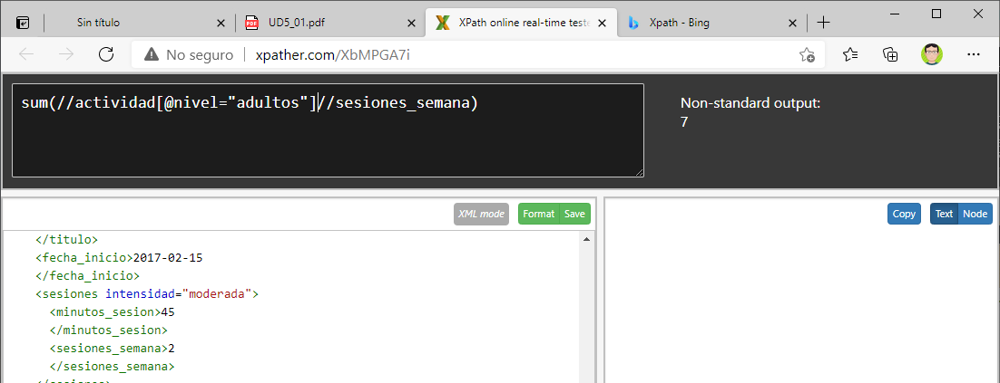 Sin título
UD5_01.pdf
XPath online real-time teste
Xpath - Bing
No seguro
xpather.com/XbMPGA7i
sum(//actividad[@nivel="adultos"]//sesiones_semana)
Non-standard output:
7
XML mode
Format
Save
Copy
Text
Node
</titulo>
<fecha_inicio>2017-02-15
</fecha_inicio>
<sesiones intensidad="moderada">
<minutos_sesion>45
</minutos_sesion>
<sesiones_semana>2
</sesiones_semana>
</sesiones>